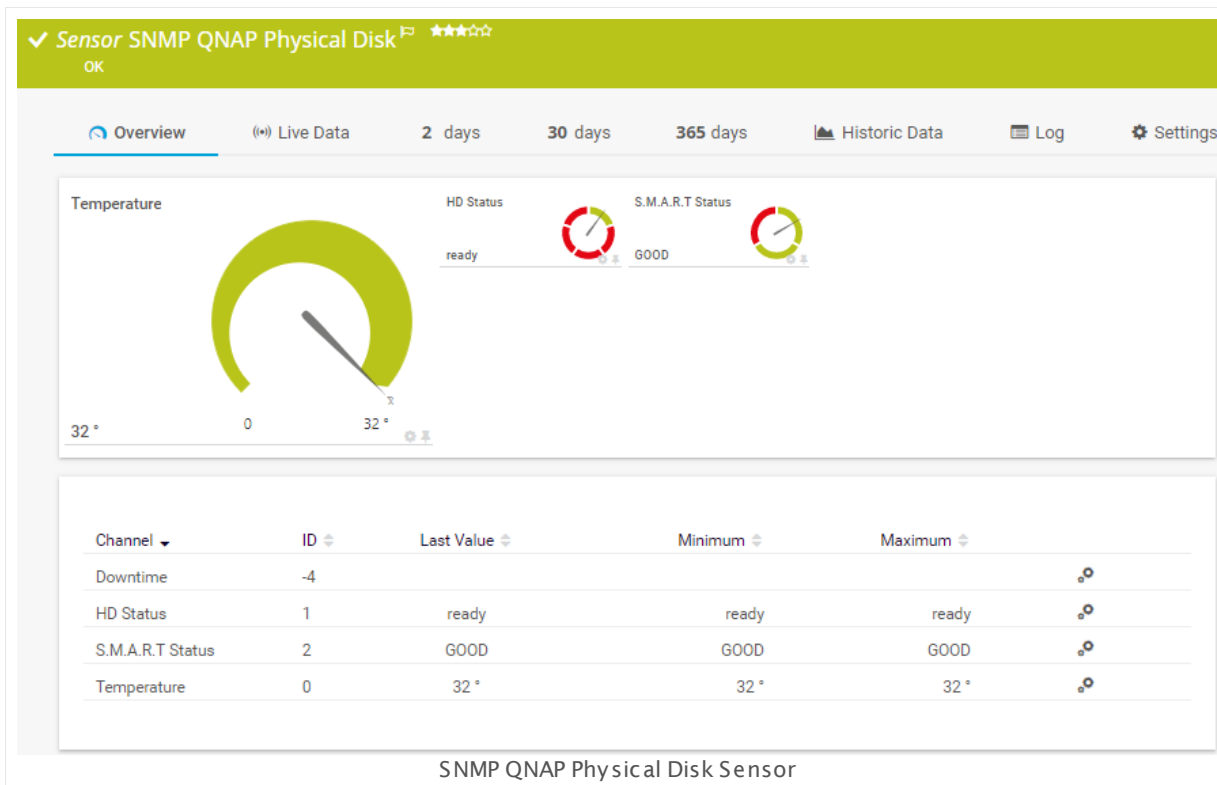 Sensor SNMP QNAP Physical Disk
OK
Overview Live Data 2 days 30 days 365 days Historic Data Log Settings
Temperature HD Status S.M.A.R.T Status
ready GOOD
32 ° 0 32 °
Channel ID Last Value Minimum Maximum
Downtime -4
HD Status 1 ready ready ready
S.M.A.R.T Status 2 GOOD GOOD GOOD
Temperature 0 32 ° 32 ° 32 °
SNMP QNAP Physical Disk Sensor